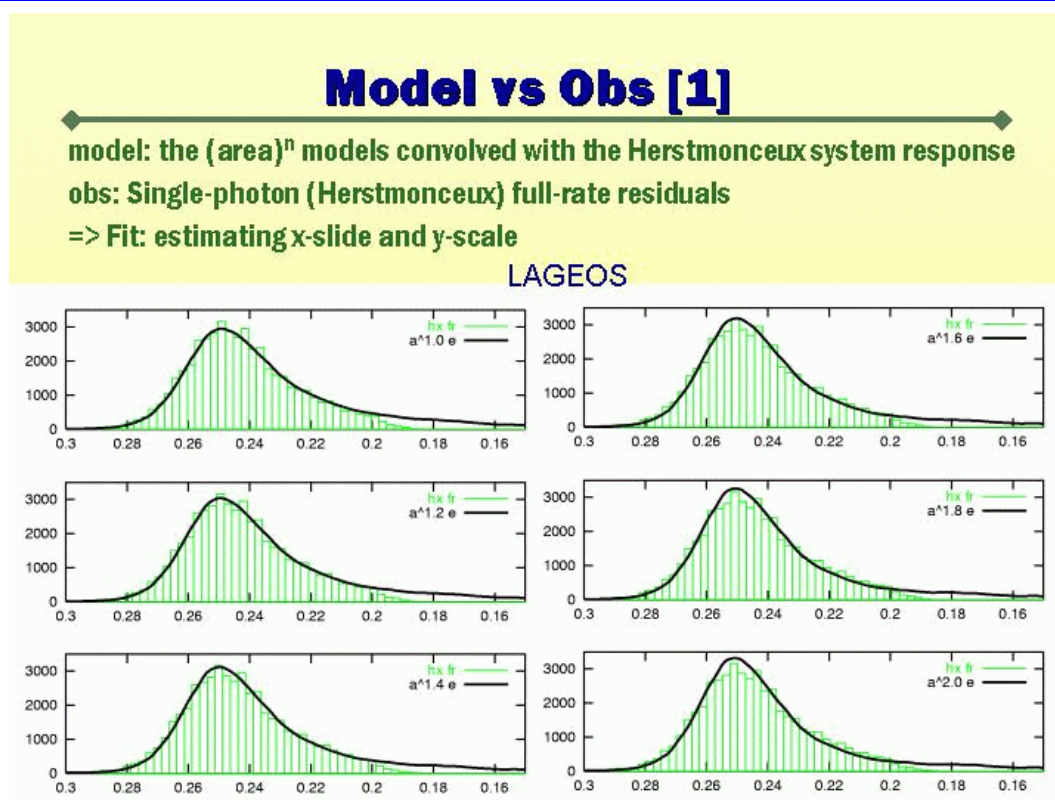 Model vs Obs [1]
model: the (area)ⁿ models convolved with the Herstmonceux system response
obs: Single-photon (Herstmonceux) full-rate residuals
=> Fit: estimating x-slide and y-scale
LAGEOS
3000
2000
1000
0
hx fr
a^1.0 e
0.3 0.28 0.26 0.24 0.22 0.2 0.18 0.16
3000
2000
1000
0
hx fr
a^1.6 e
0.3 0.28 0.26 0.24 0.22 0.2 0.18 0.16
3000
2000
1000
0
hx fr
a^1.2 e
0.3 0.28 0.26 0.24 0.22 0.2 0.18 0.16
3000
2000
1000
0
hx fr
a^1.8 e
0.3 0.28 0.26 0.24 0.22 0.2 0.18 0.16
3000
2000
1000
0
hx fr
a^1.4 e
0.3 0.28 0.26 0.24 0.22 0.2 0.18 0.16
3000
2000
1000
0
hx fr
a^2.0 e
0.3 0.28 0.26 0.24 0.22 0.2 0.18 0.16